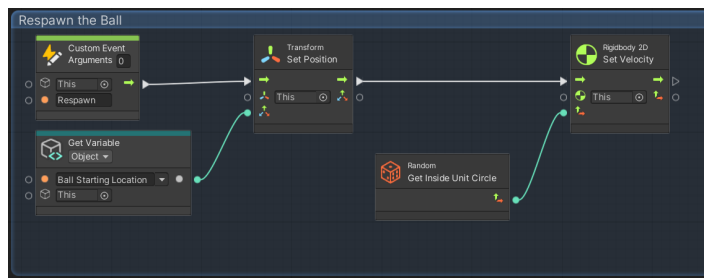 Respawn the Ball
Custom Event
Arguments 0
This
Respawn
Get Variable
Object
Ball Starting Location
This
Transform
Set Position
This
Random
Get Inside Unit Circle
Rigidbody 2D
Set Velocity
This